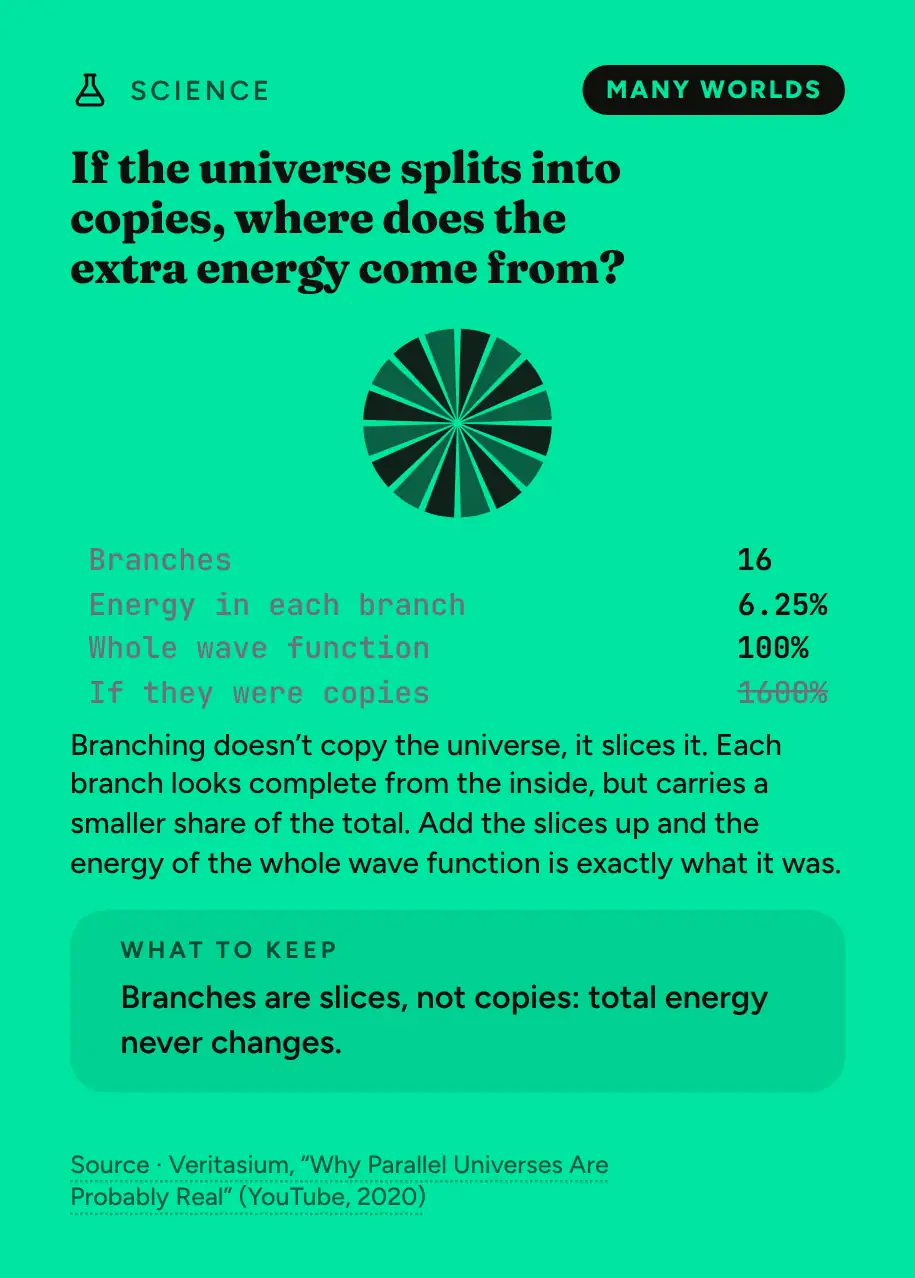 SCIENCE
MANY WORLDS
If the universe splits into
copies, where does the
extra energy come from?
Branches 16
Energy in each branch 6.25%
Whole wave function 100%
If they were copies 1600%
Branching doesn’t copy the universe, it slices it. Each
branch looks complete from the inside, but carries a
smaller share of the total. Add the slices up and the
energy of the whole wave function is exactly what it was.
WHAT TO KEEP
Branches are slices, not copies: total energy
never changes.
Source · Veritasium, “Why Parallel Universes Are
Probably Real” (YouTube, 2020)